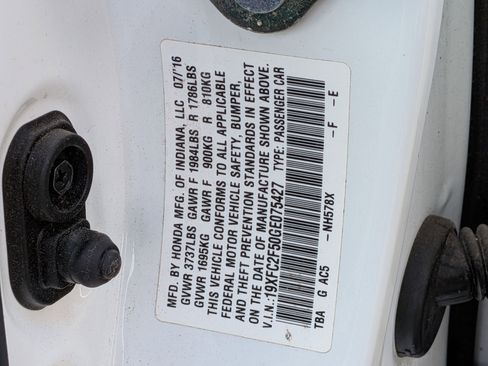 MFD. BY HONDA MFG. OF INDIANA, LLC 07/16
GVWR 3737LBS GAWR F 1984LBS R 1786LBS
GVWR 1695KG GAWR F 900KG R 810KG
THIS VEHICLE CONFORMS TO ALL APPLICABLE
FEDERAL MOTOR VEHICLE SAFETY, BUMPER,
AND THEFT PREVENTION STANDARDS IN EFFECT
ON THE DATE OF MANUFACTURE SHOWN ABOVE.
V.I.N.:19XFC2F50GE075427 TYPE: PASSENGER CAR
TBA G AC5 -NH578X -F -E